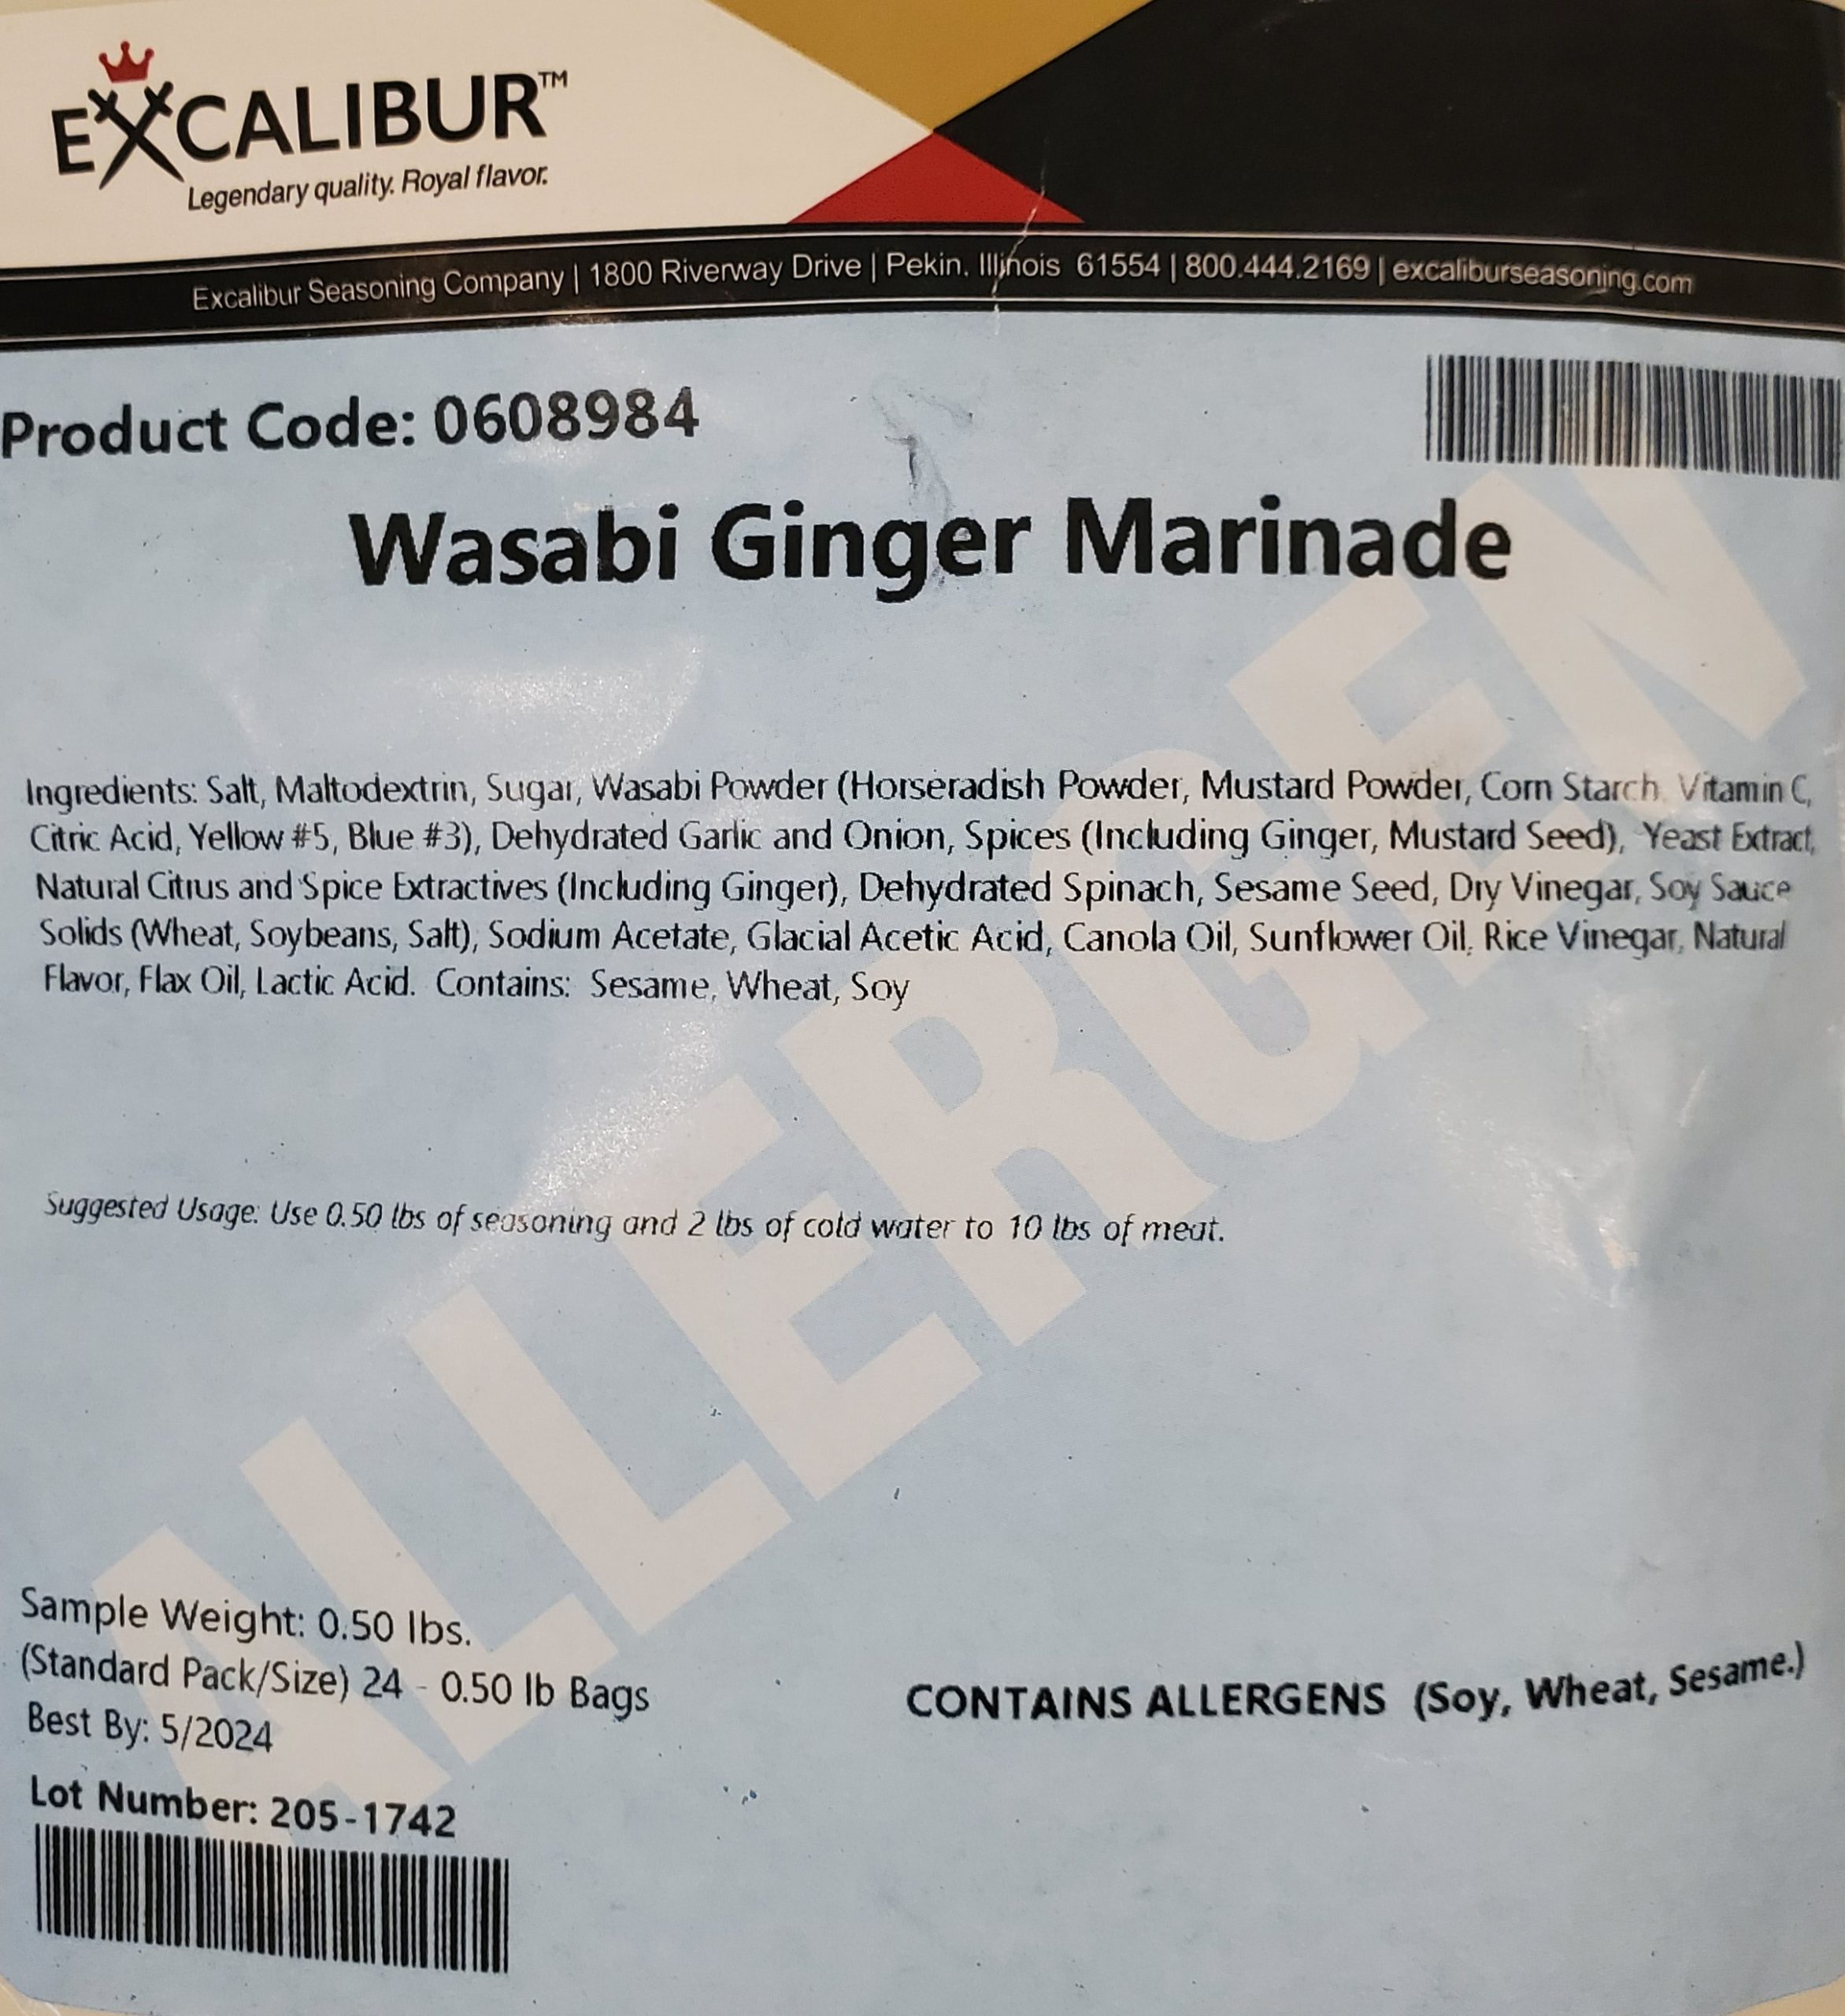 EXCALIBUR™
Legendary quality. Royal flavor.
Excalibur Seasoning Company | 1800 Riverway Drive | Pekin, Illinois 61554 | 800.444.2169 | excaliburseasoning.com
Product Code: 0608984
Wasabi Ginger Marinade
Ingredients: Salt, Maltodextrin, Sugar, Wasabi Powder (Horseradish Powder, Mustard Powder, Corn Starch, Vitamin C,
Citric Acid, Yellow #5, Blue #3), Dehydrated Garlic and Onion, Spices (Including Ginger, Mustard Seed), Yeast Extract,
Natural Citrus and Spice Extractives (Including Ginger), Dehydrated Spinach, Sesame Seed, Dry Vinegar, Soy Sauce
Solids (Wheat, Soybeans, Salt), Sodium Acetate, Glacial Acetic Acid, Canola Oil, Sunflower Oil, Rice Vinegar, Natural
Flavor, Flax Oil, Lactic Acid. Contains: Sesame, Wheat, Soy
ALLERGEN
Suggested Usage: Use 0.50 lbs of seasoning and 2 lbs of cold water to 10 lbs of meat.
Sample Weight: 0.50 lbs.
(Standard Pack/Size) 24 - 0.50 lb Bags
Best By: 5/2024
CONTAINS ALLERGENS (Soy, Wheat, Sesame.)
Lot Number: 205-1742